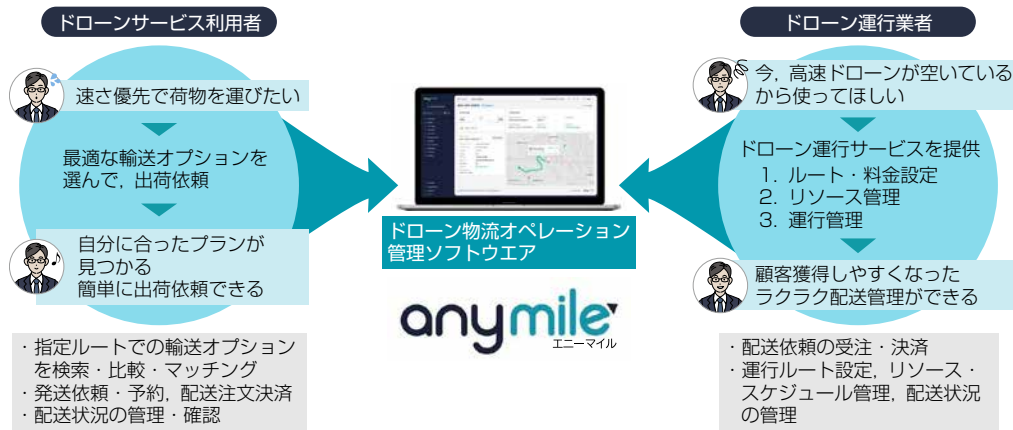 ドローンサービス利用者
速さ優先で荷物を運びたい
最適な輸送オプションを
選んで，出荷依頼
自分に合ったプランが
見つかる
簡単に出荷依頼できる
・指定ルートでの輸送オプション
を検索・比較・マッチング
・発送依頼・予約，配送注文決済
・配送状況の管理・確認
ドローン物流オペレーション
管理ソフトウエア
anymile
エニーマイル
ドローン運行業者
今，高速ドローンが空いている
から使ってほしい
ドローン運行サービスを提供
1. ルート・料金設定
2. リソース管理
3. 運行管理
顧客獲得しやすくなった
ラクラク配送管理ができる
・配送依頼の受注・決済
・運行ルート設定，リソース・
スケジュール管理，配送状況
の管理